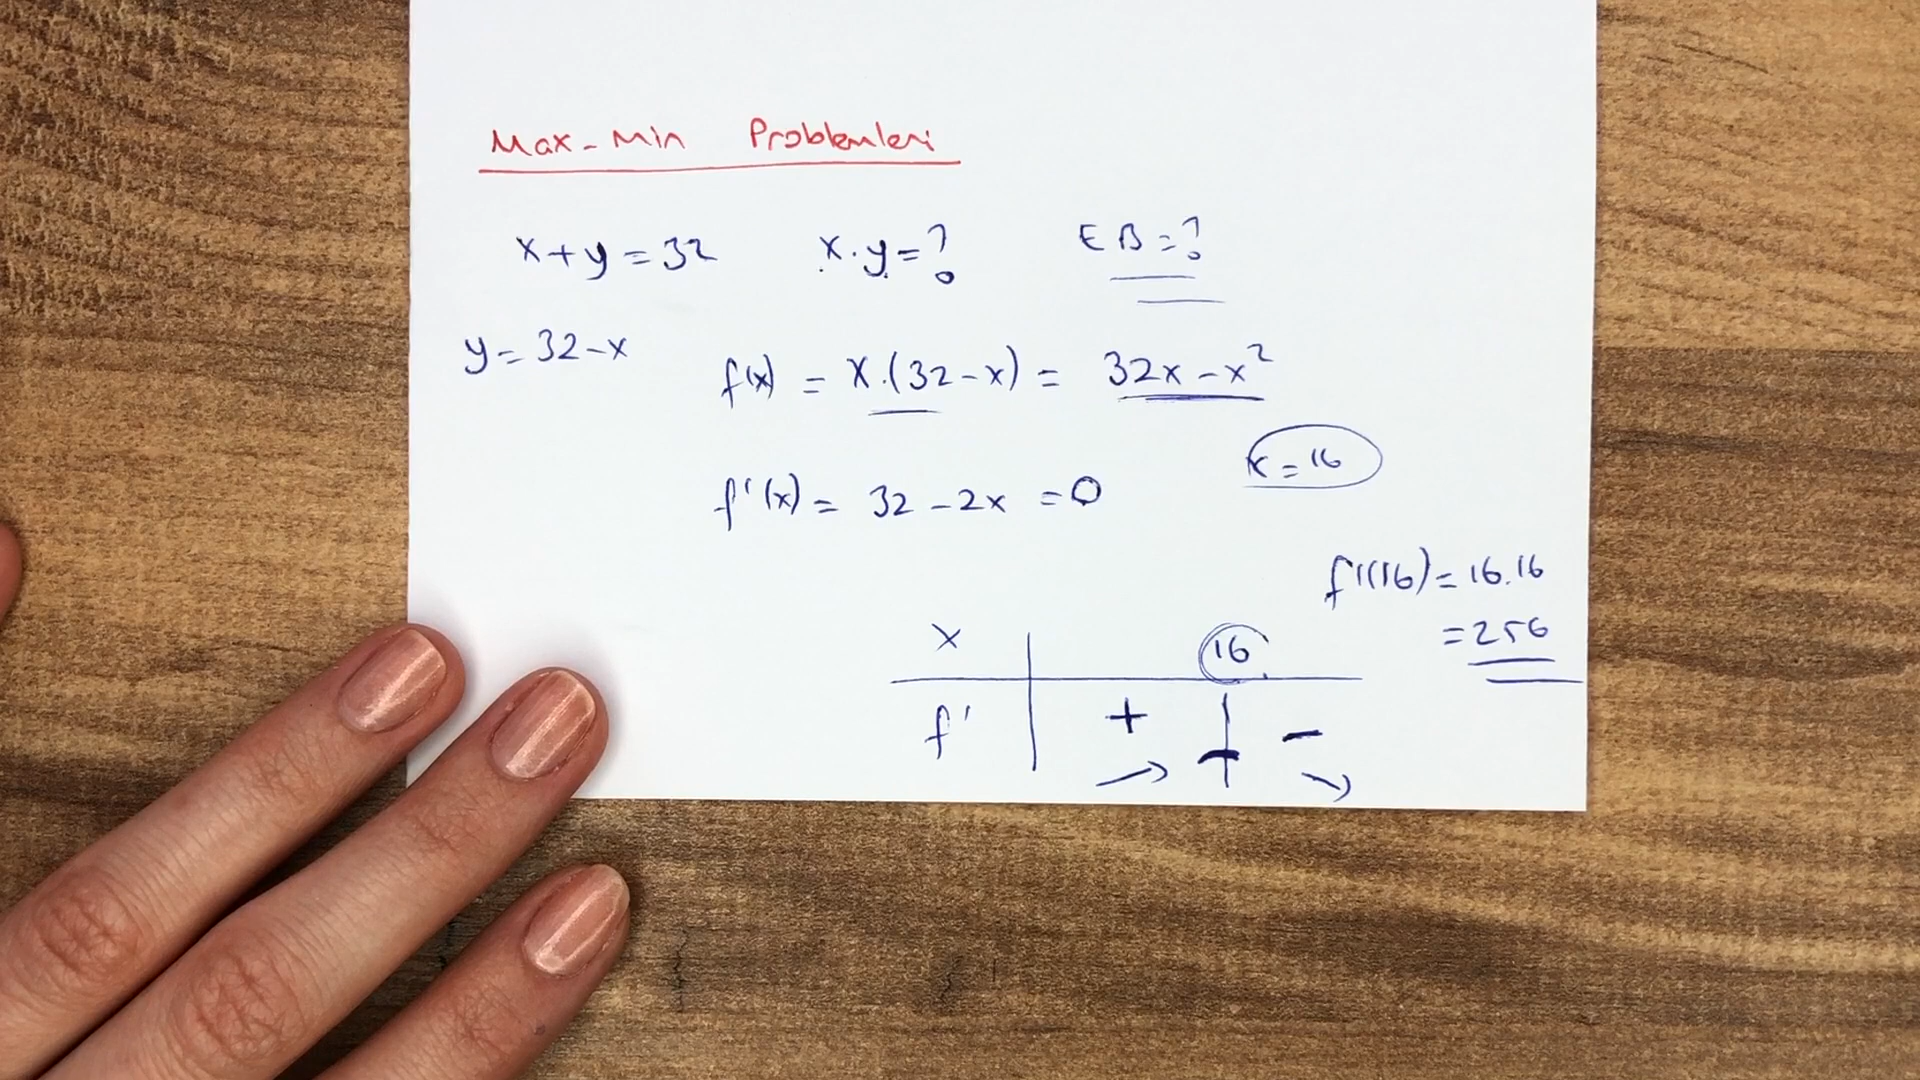 Max-Min Problemleri
x+y=32 x.y=? EB=?
y=32-x
f(x) = x.(32-x) = 32x-x²
x=16
f'(x) = 32-2x =0
f'(16)=16.16
=256
x 16
f' + -